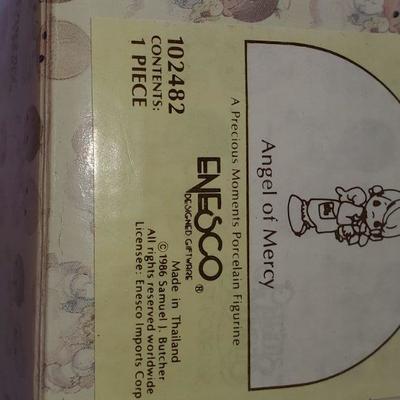 Angel of Mercy
A Precious Moments Porcelain Figurine
ENESCO®
DESIGNED GIFTWARE
102482
CONTENTS:
1 PIECE
Made in Thailand
©1986 Samuel J. Butcher
All rights reserved worldwide
Licensee: Enesco Imports Corp